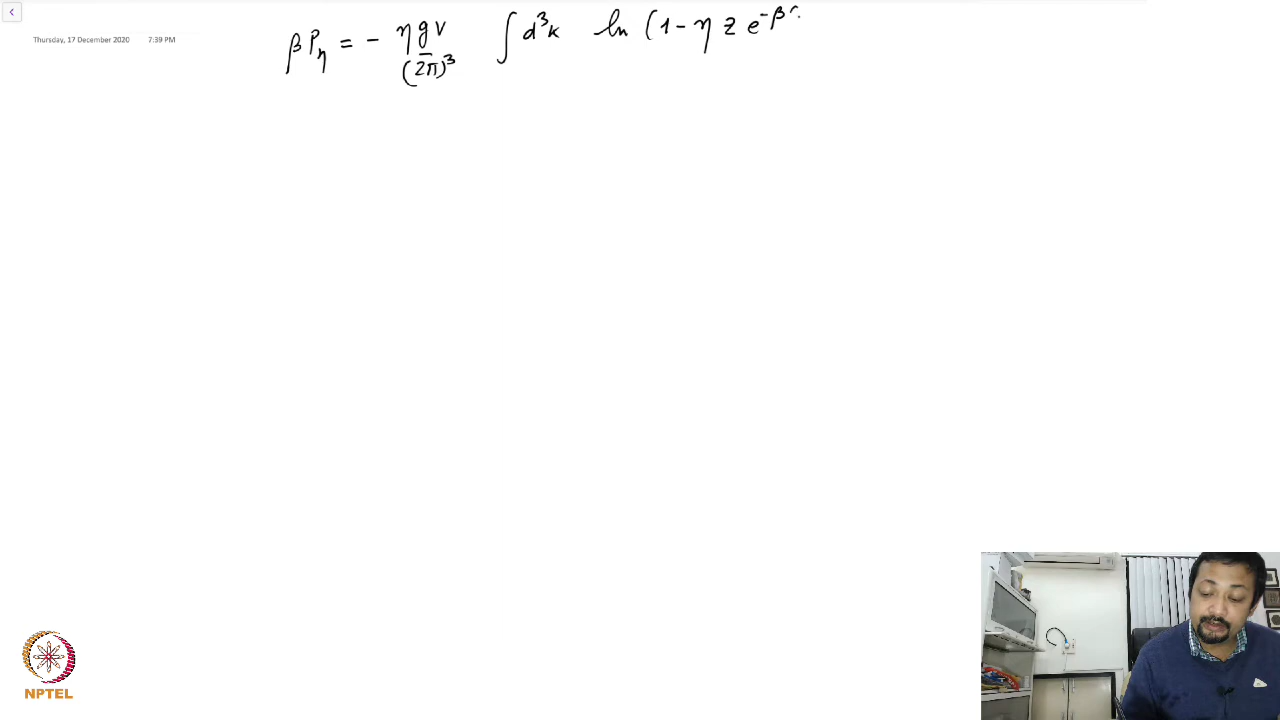 Thursday, 17 December 2020 7:39 PM
βP_η = - ηgv/(2π)³ ∫ d³k ln (1 - η z e^{-β
NPTEL